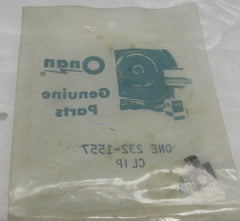 Onan
Genuine
Parts
ONE 232-1557
CLIP